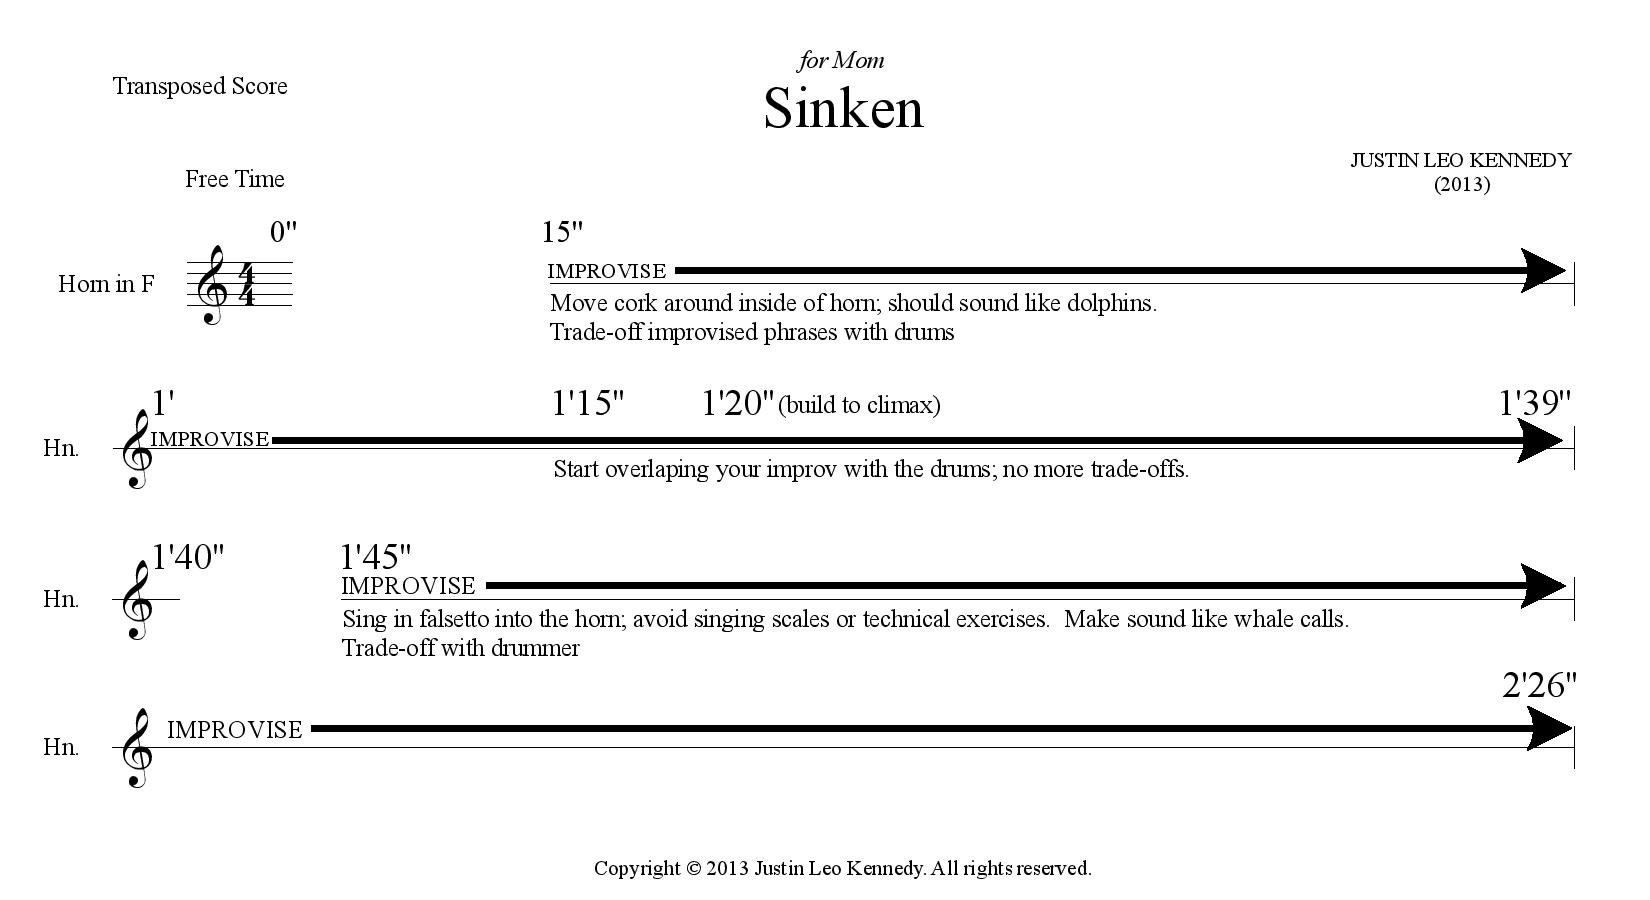 for Mom
Transposed Score
Sinken
JUSTIN LEO KENNEDY
(2013)
Free Time
0" 15"
Horn in F 4/4 IMPROVISE
Move cork around inside of horn; should sound like dolphins.
Trade-off improvised phrases with drums
1' 1'15" 1'20" (build to climax) 1'39"
Hn. IMPROVISE
Start overlaping your improv with the drums; no more trade-offs.
1'40" 1'45"
Hn. IMPROVISE
Sing in falsetto into the horn; avoid singing scales or technical exercises.  Make sound like whale calls.
Trade-off with drummer
2'26"
Hn. IMPROVISE
Copyright © 2013 Justin Leo Kennedy. All rights reserved.